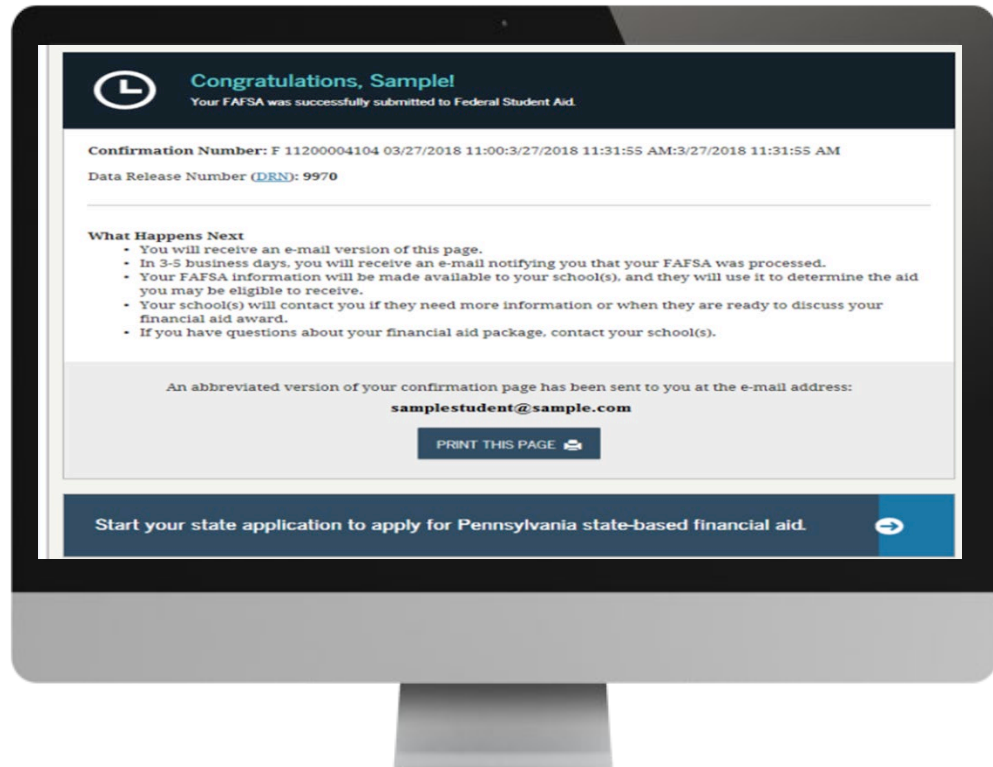 Congratulations, Sample!
Your FAFSA was successfully submitted to Federal Student Aid.
Confirmation Number: F 11200004104 03/27/2018 11:00:3/27/2018 11:31:55 AM:3/27/2018 11:31:55 AM
Data Release Number (DRN): 9970
What Happens Next
• You will receive an e-mail version of this page.
• In 3-5 business days, you will receive an e-mail notifying you that your FAFSA was processed.
• Your FAFSA information will be made available to your school(s), and they will use it to determine the aid
you may be eligible to receive.
• Your school(s) will contact you if they need more information or when they are ready to discuss your
financial aid award.
• If you have questions about your financial aid package, contact your school(s).
An abbreviated version of your confirmation page has been sent to you at the e-mail address:
samplestudent@sample.com
PRINT THIS PAGE
Start your state application to apply for Pennsylvania state-based financial aid.